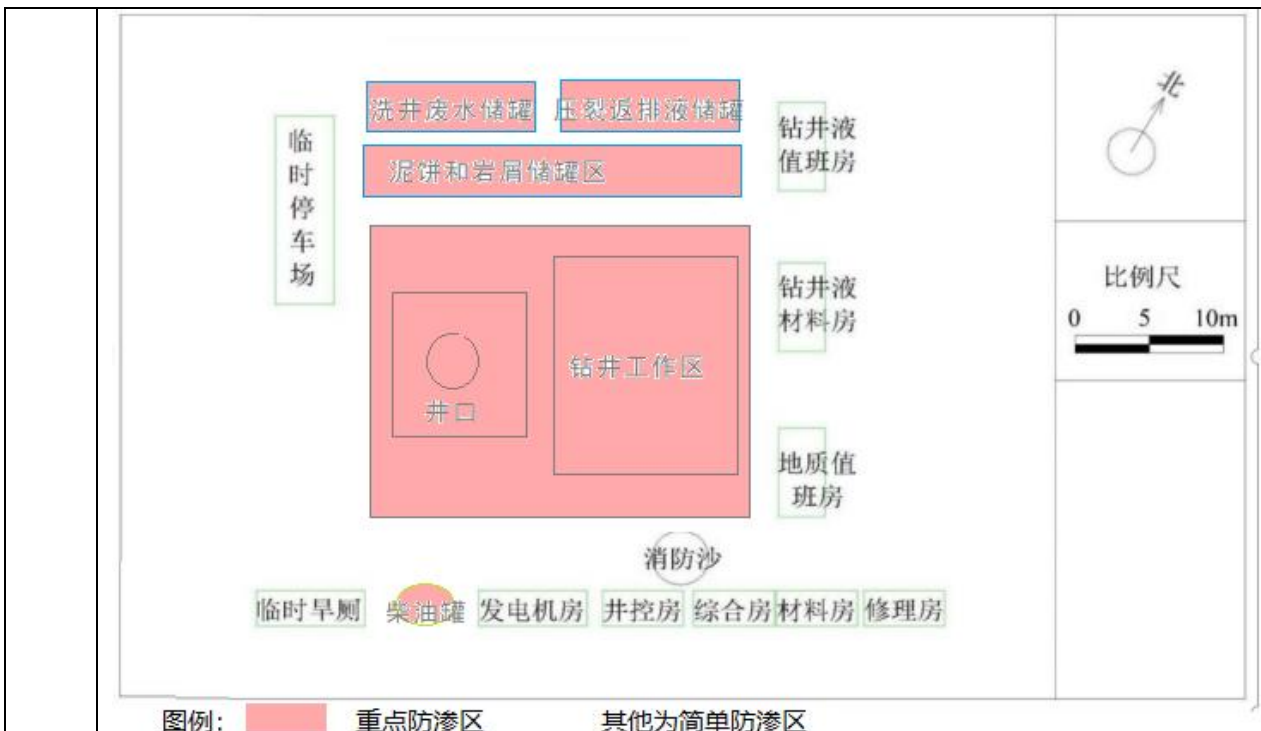 洗井废水储罐
压裂返排液储罐
泥饼和岩屑储罐区
临时停车场
钻井液
值班房
北
钻井液
材料房
比例尺
0 5 10m
钻井工作区
井口
地质值
班房
消防沙
临时旱厕
柴油罐
发电机房
井控房
综合房
材料房
修理房
图例：
重点防渗区
其他为简单防渗区